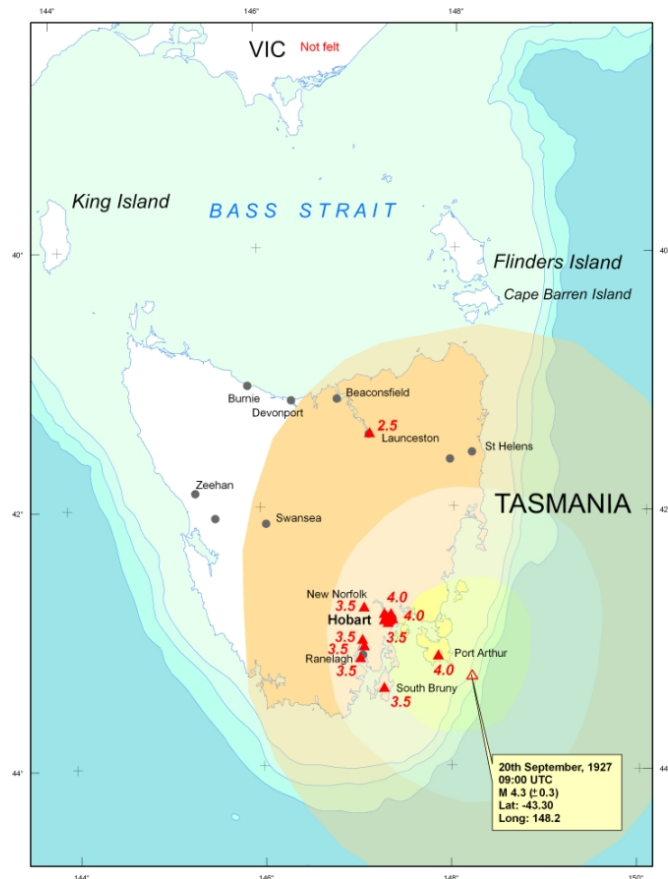 144°
146°
148°
VIC
Not felt
King Island
BASS STRAIT
40°
40°
Flinders Island
Cape Barren Island
Burnie
Devonport
Beaconsfield
2.5
Launceston
St Helens
Zeehan
42°
Swansea
TASMANIA
42°
New Norfolk
4.0
3.5
Hobart
4.0
3.5
3.5
3.5
Ranelagh
Port Arthur
3.5
4.0
South Bruny
3.5
44°
44°
20th September, 1927
09:00 UTC
M 4.3 (±0.3)
Lat: -43.30
Long: 148.2
144°
146°
148°
150°